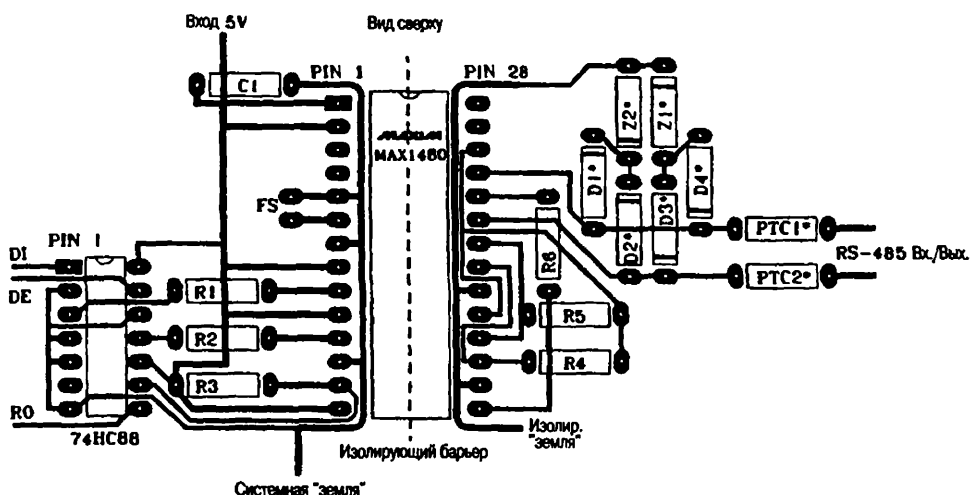 Вход 5V
Вид сверху
PIN 1
PIN 28
C1
MAXIM
MAX1480
Z2*
Z1*
D1*
D4*
FS
D2*
D3*
PTC1*
RS-485 Вх./Вых.
PTC2*
PIN 1
DI
DE
R6
R1
R5
R2
R4
R3
RO
74HC88
Изолир.
"земля"
Изолирующий барьер
Системная "земля"